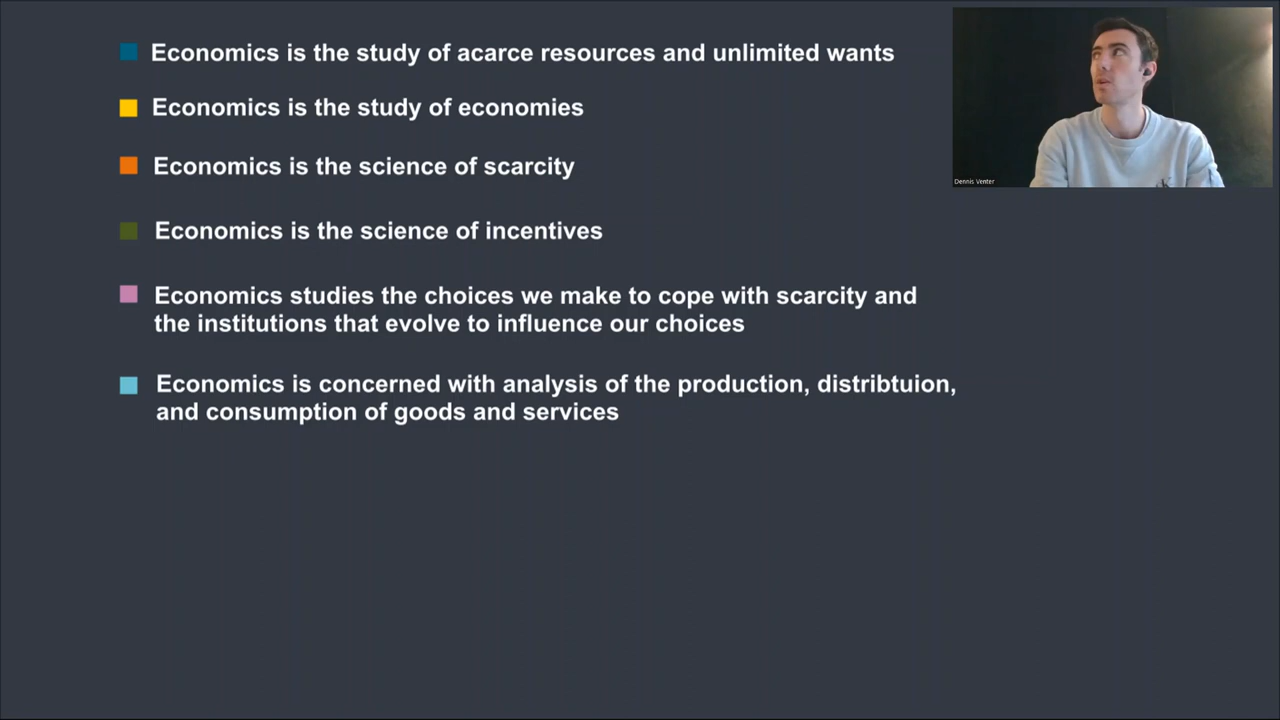 Economics is the study of acarce resources and unlimited wants
Economics is the study of economies
Economics is the science of scarcity
Economics is the science of incentives
Economics studies the choices we make to cope with scarcity and
the institutions that evolve to influence our choices
Economics is concerned with analysis of the production, distribtuion,
and consumption of goods and services
Dennis Venter